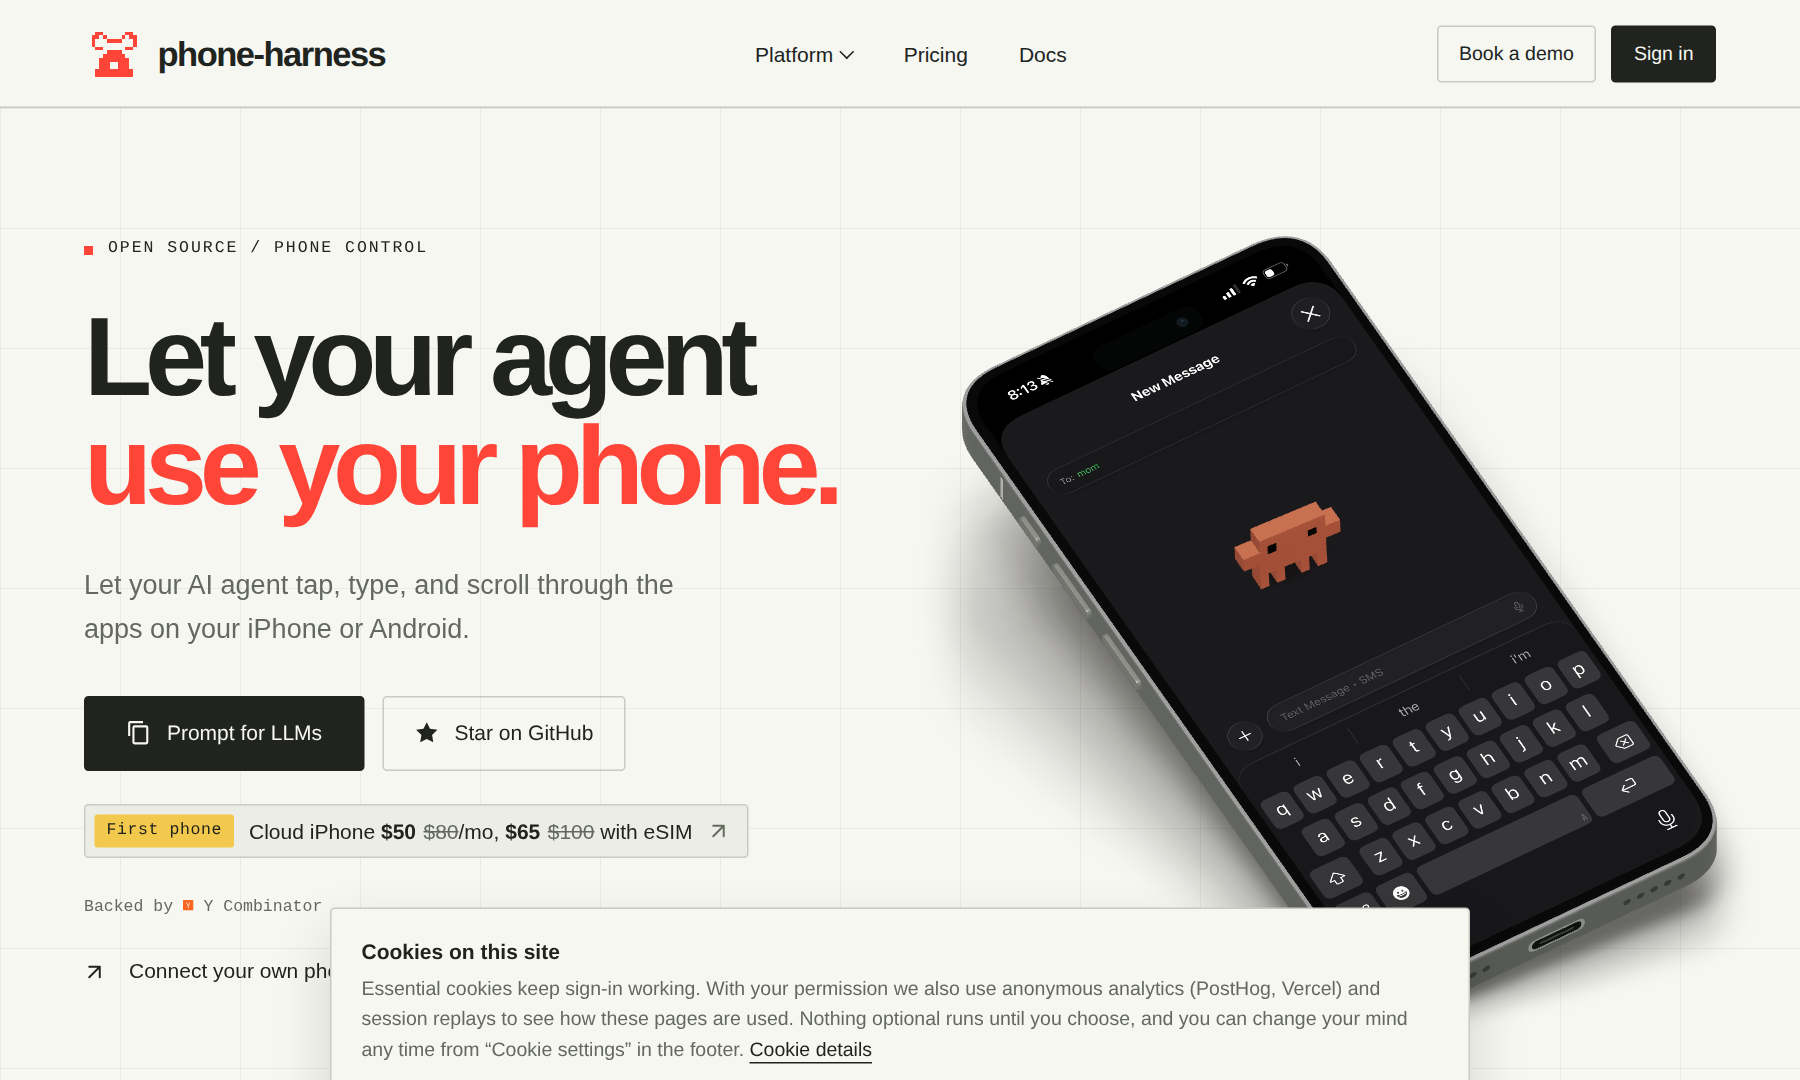 phone-harness
Platform
Pricing
Docs
Book a demo
Sign in
OPEN SOURCE / PHONE CONTROL
Let your agent
use your phone.
Let your AI agent tap, type, and scroll through the
apps on your iPhone or Android.
Prompt for LLMs
Star on GitHub
First phone Cloud iPhone $50 $80/mo, $65 $100 with eSIM
Backed by Y Y Combinator
Connect your own
8:13
New Message
To: mom
Text Message • SMS
i the i'm
q w e r t y u i o p
a s d f g h j k l
z x c v b n m
Cookies on this site
Essential cookies keep sign-in working. With your permission we also use anonymous analytics (PostHog, Vercel) and
session replays to see how these pages are used. Nothing optional runs until you choose, and you can change your mind
any time from “Cookie settings” in the footer. Cookie details